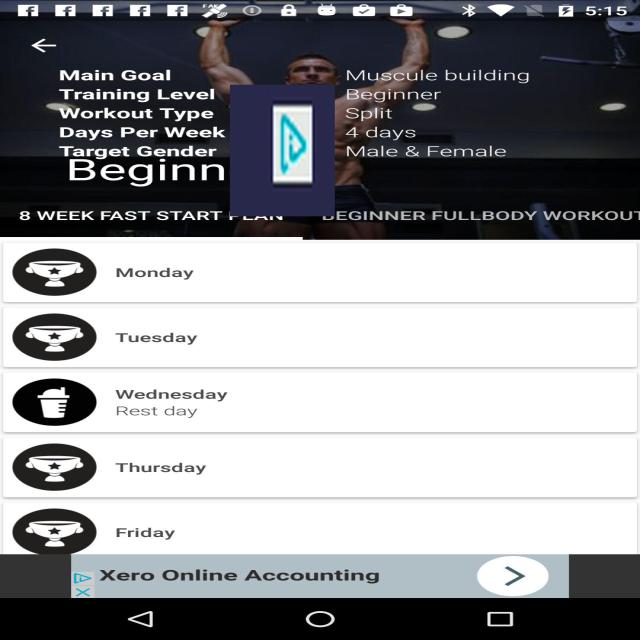 5:15
Main Goal Muscule building
Training Level Beginner
Workout Type Split
Days Per Week 4 days
Target Gender Male & Female
Beginn
8 WEEK FAST START PLAN BEGINNER FULLBODY WORKOUT
Monday
Tuesday
Wednesday
Rest day
Thursday
Friday
Xero Online Accounting